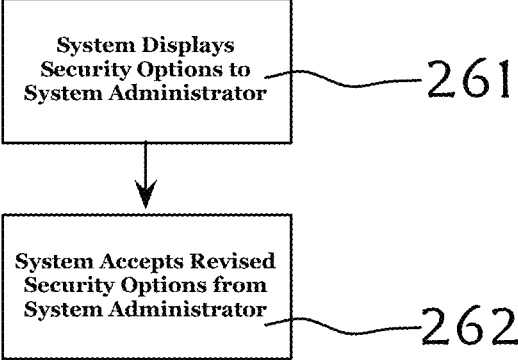 System Displays
Security Options to
System Administrator
261
System Accepts Revised
Security Options from
System Administrator
262